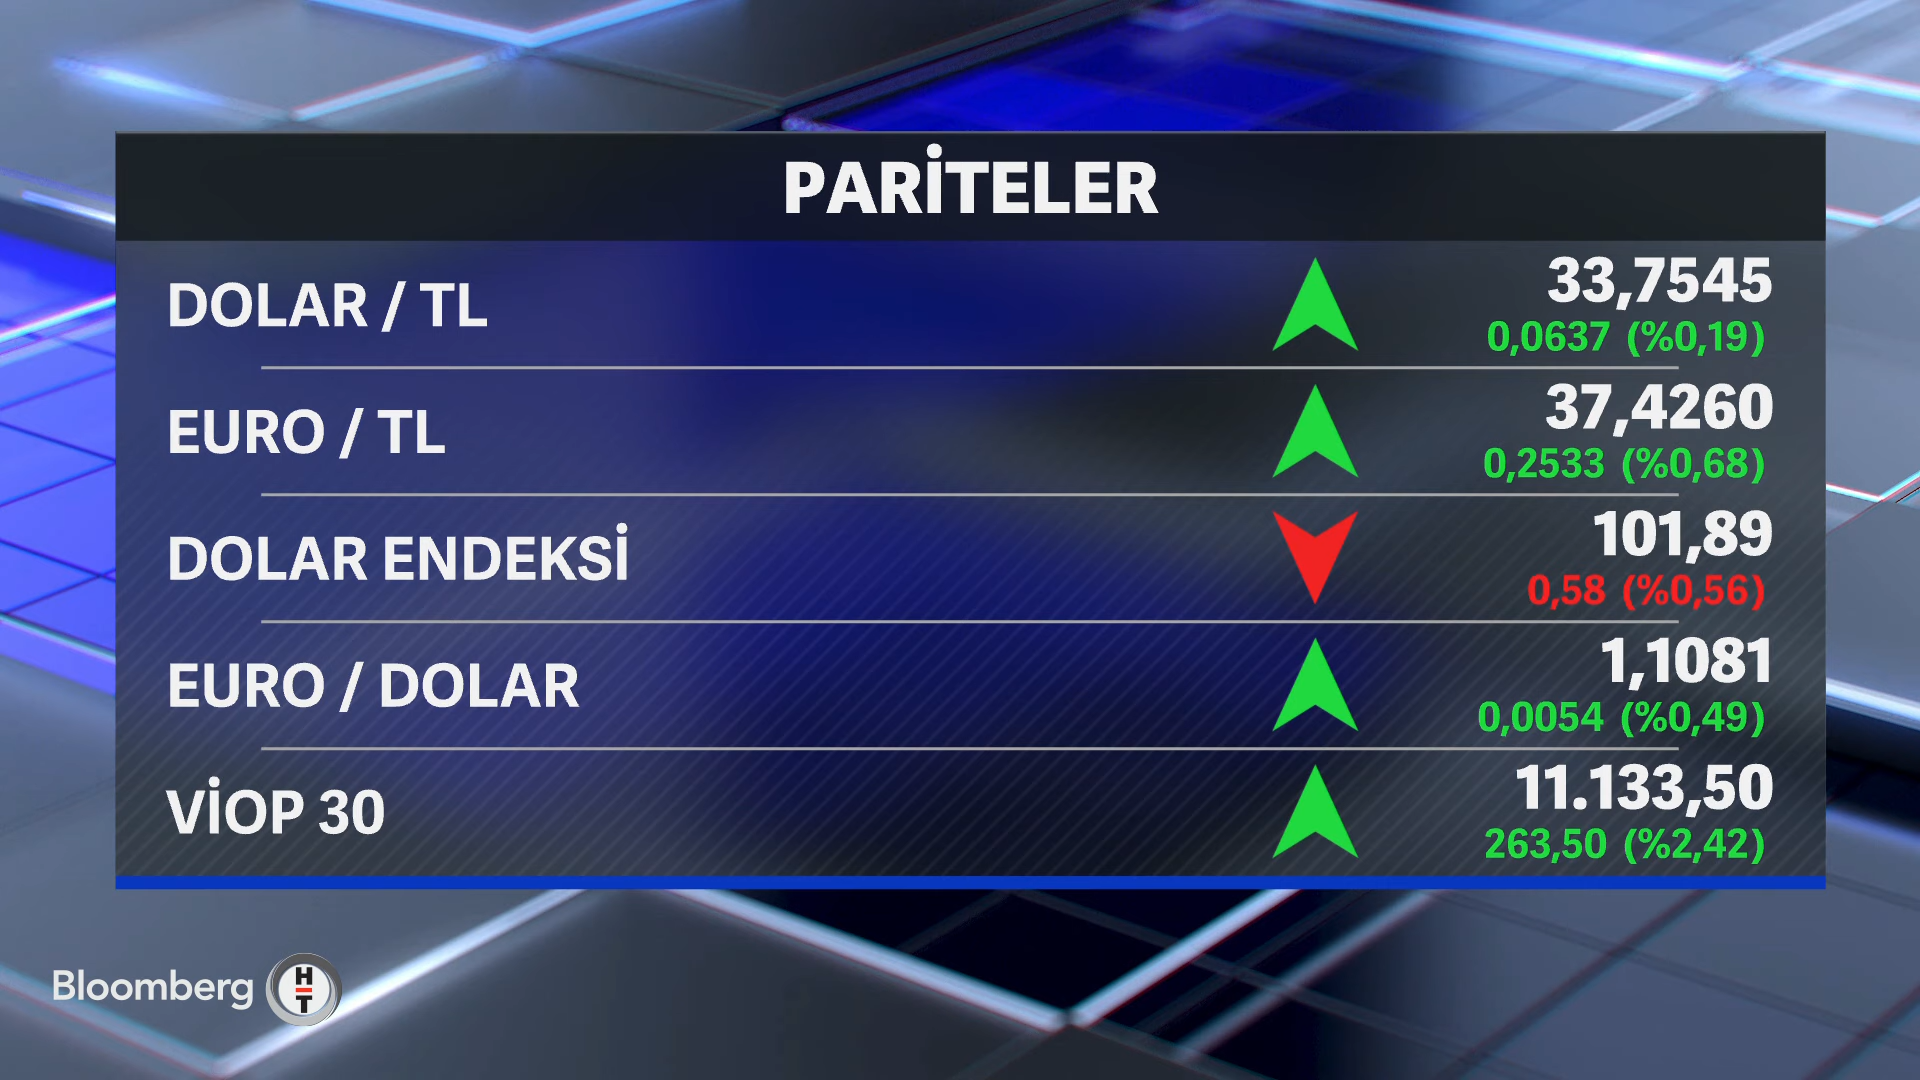 PARİTELER
DOLAR / TL
33,7545
0,0637 (%0,19)
EURO / TL
37,4260
0,2533 (%0,68)
DOLAR ENDEKSİ
101,89
0,58 (%0,56)
EURO / DOLAR
1,1081
0,0054 (%0,49)
VİOP 30
11.133,50
263,50 (%2,42)
Bloomberg HT